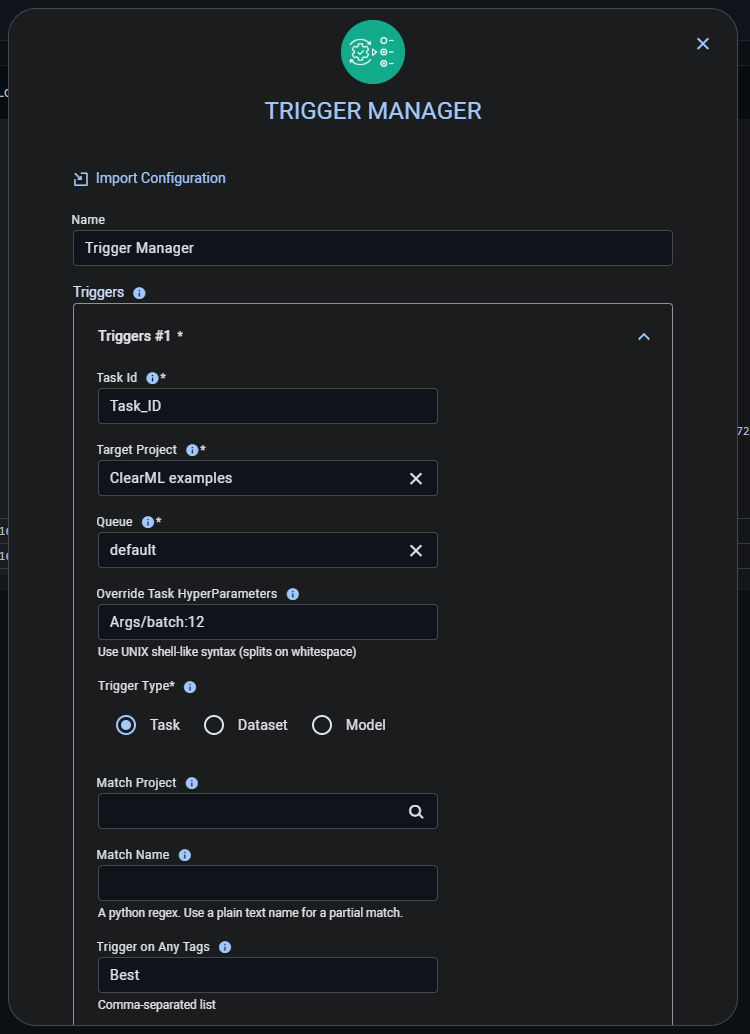 TRIGGER MANAGER
Import Configuration
Name
Trigger Manager
Triggers
Triggers #1 *
Task Id *
Task_ID
Target Project *
ClearML examples
Queue *
default
Override Task HyperParameters
Args/batch:12
Use UNIX shell-like syntax (splits on whitespace)
Trigger Type*
Task Dataset Model
Match Project
Match Name
A python regex. Use a plain text name for a partial match.
Trigger on Any Tags
Best
Comma-separated list
72